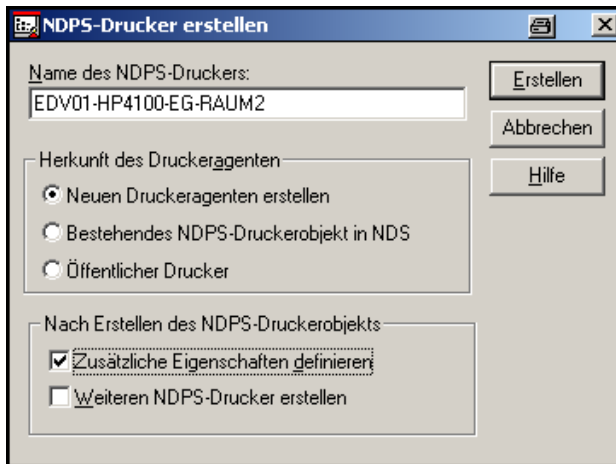 NDPS-Drucker erstellen
Name des NDPS-Druckers:
EDV01-HP4100-EG-RAUM2
Erstellen
Abbrechen
Hilfe
Herkunft des Druckeragenten
Neuen Druckeragenten erstellen
Bestehendes NDPS-Druckerobjekt in NDS
Öffentlicher Drucker
Nach Erstellen des NDPS-Druckerobjekts
Zusätzliche Eigenschaften definieren
Weiteren NDPS-Drucker erstellen